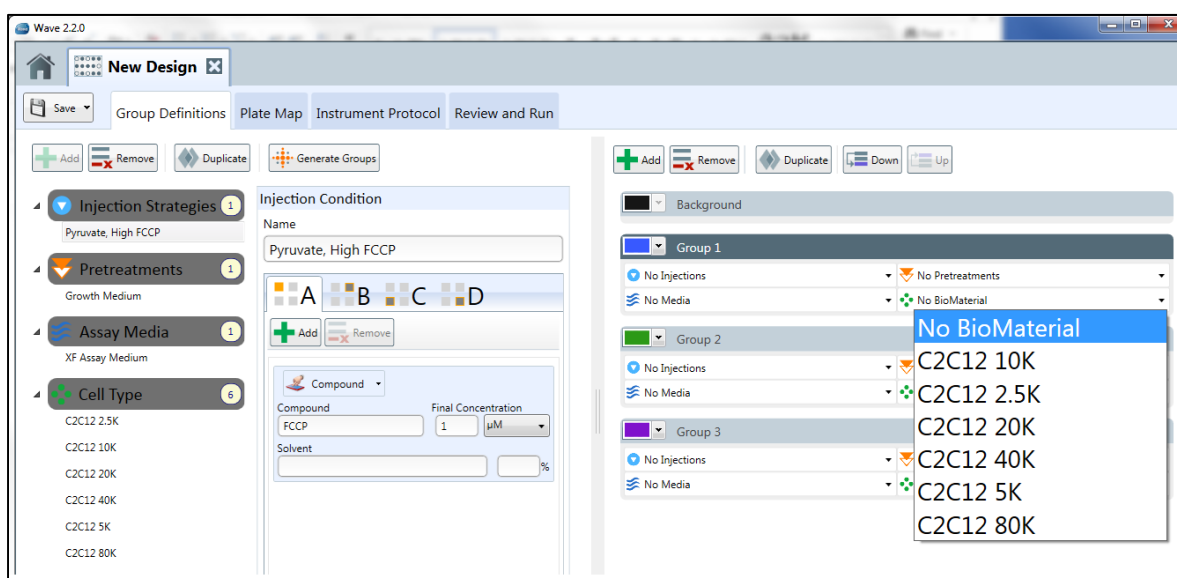 Wave 2.2.0
New Design
Save
Group Definitions Plate Map Instrument Protocol Review and Run
Add Remove Duplicate Generate Groups
Injection Strategies 1
Pyruvate, High FCCP
Pretreatments 1
Growth Medium
Assay Media 1
XF Assay Medium
Cell Type 6
C2C12 2.5K
C2C12 10K
C2C12 20K
C2C12 40K
C2C12 5K
C2C12 80K
Injection Condition
Name
Pyruvate, High FCCP
A B C D
Add Remove
Compound
Compound Final Concentration
FCCP 1 µM
Solvent
%
Add Remove Duplicate Down Up
Background
Group 1
No Injections No Pretreatments
No Media No BioMaterial
Group 2
No Injections
No Media
Group 3
No Injections
No Media
No BioMaterial
C2C12 10K
C2C12 2.5K
C2C12 20K
C2C12 40K
C2C12 5K
C2C12 80K